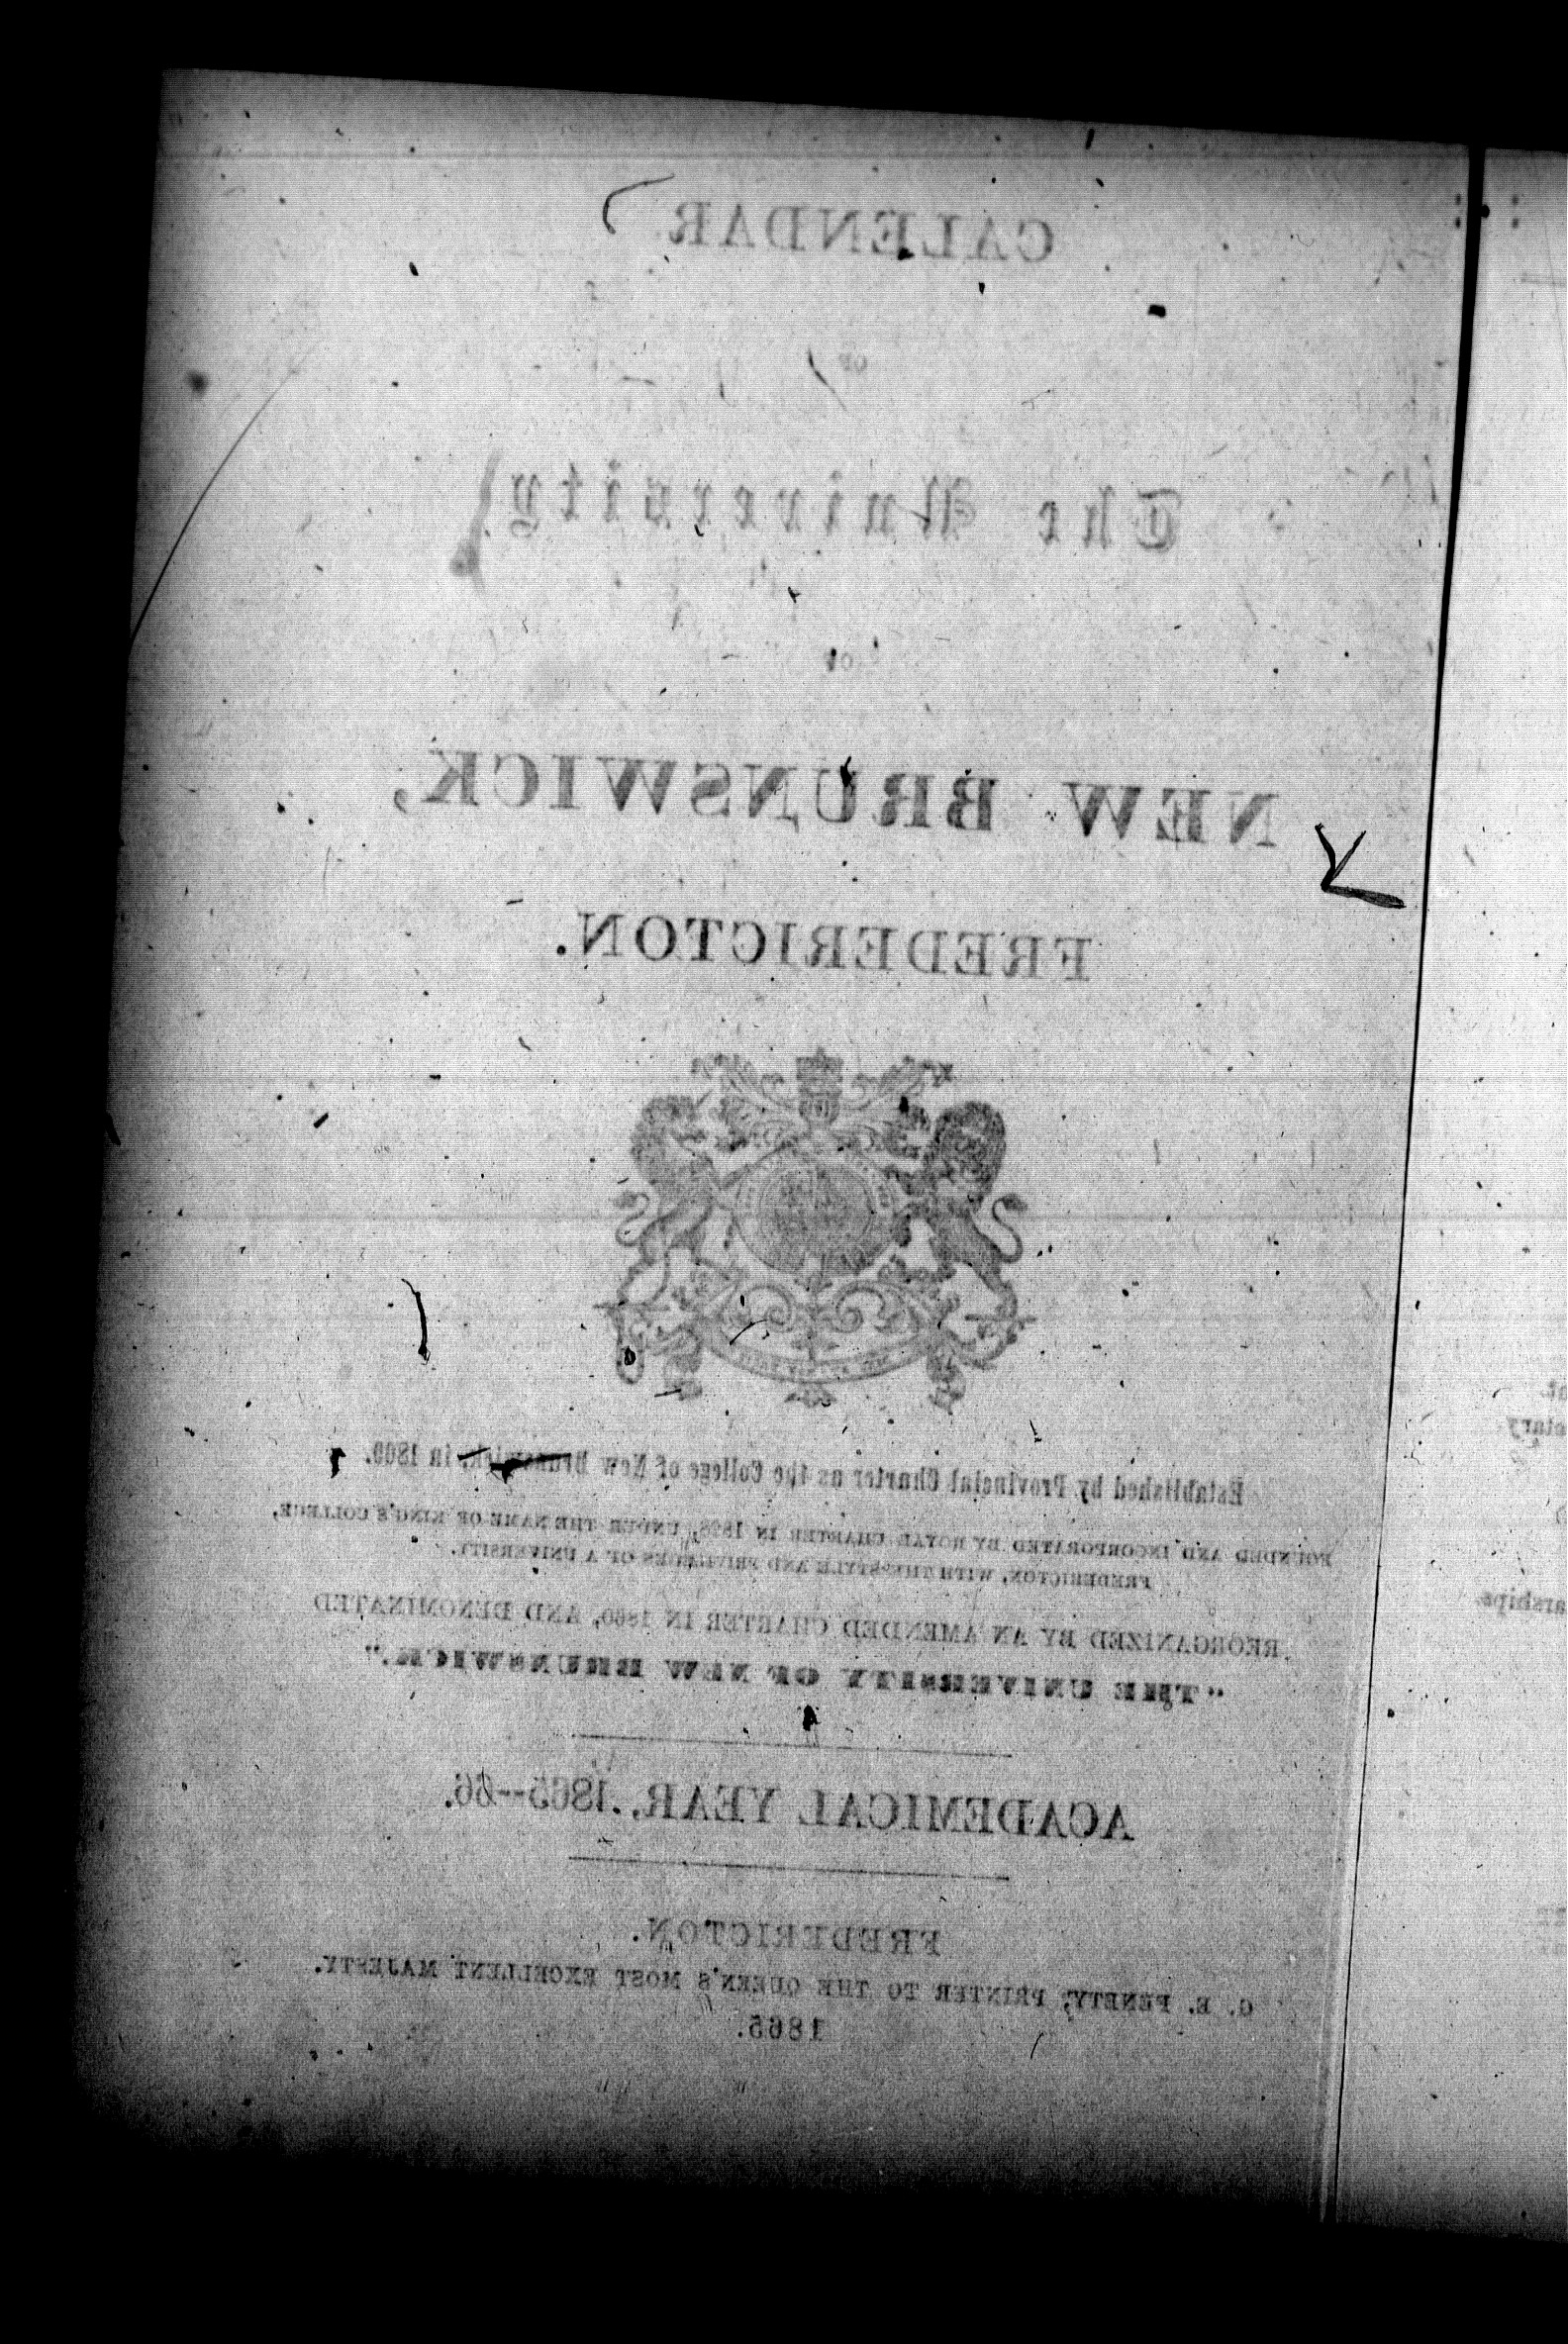 CALENDAR
OF
The University
OF
NEW BRUNSWICK,
FREDERICTON.
Established by Provincial Charter as the College of New Brunswick, in 1800.
FOUNDED AND INCORPORATED BY ROYAL CHARTER IN 1828, UNDER THE NAME OF KING'S COLLEGE,
FREDERICTON, WITH THE STYLE AND PRIVILEGES OF A UNIVERSITY.
REORGANIZED BY AN AMENDED CHARTER IN 1860, AND DENOMINATED
"THE UNIVERSITY OF NEW BRUNSWICK."
ACADEMICAL YEAR, 1865--66.
FREDERICTON.
G. E. FENETY, PRINTER TO THE QUEEN'S MOST EXCELLENT MAJESTY.
1865.